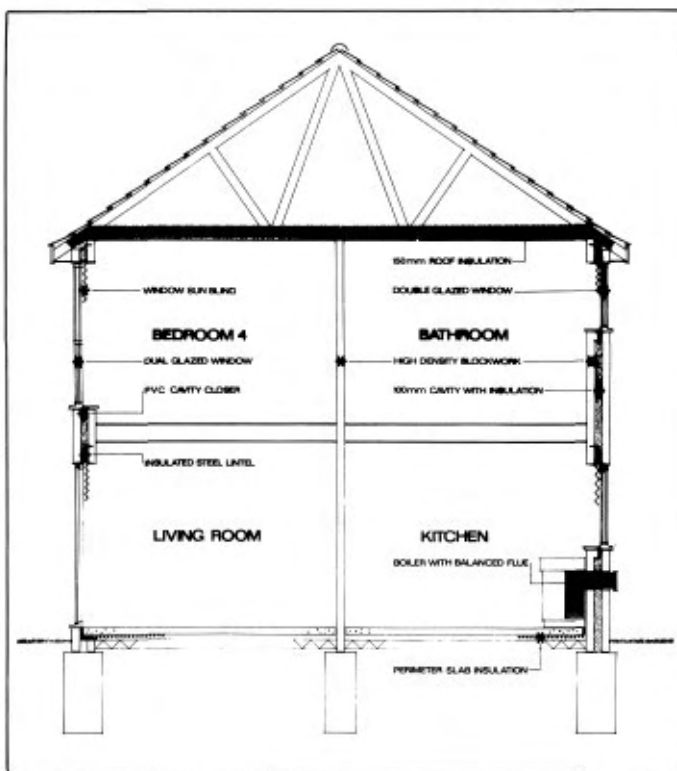 150mm ROOF INSULATION
WINDOW SUN BLIND
DOUBLE GLAZED WINDOW
BEDROOM 4
BATHROOM
DUAL GLAZED WINDOW
HIGH DENSITY BLOCKWORK
PVC CAVITY CLOSER
100mm CAVITY WITH INSULATION
INSULATED STEEL LINTEL
LIVING ROOM
KITCHEN
BOILER WITH BALANCED FLUE
PERIMETER SLAB INSULATION